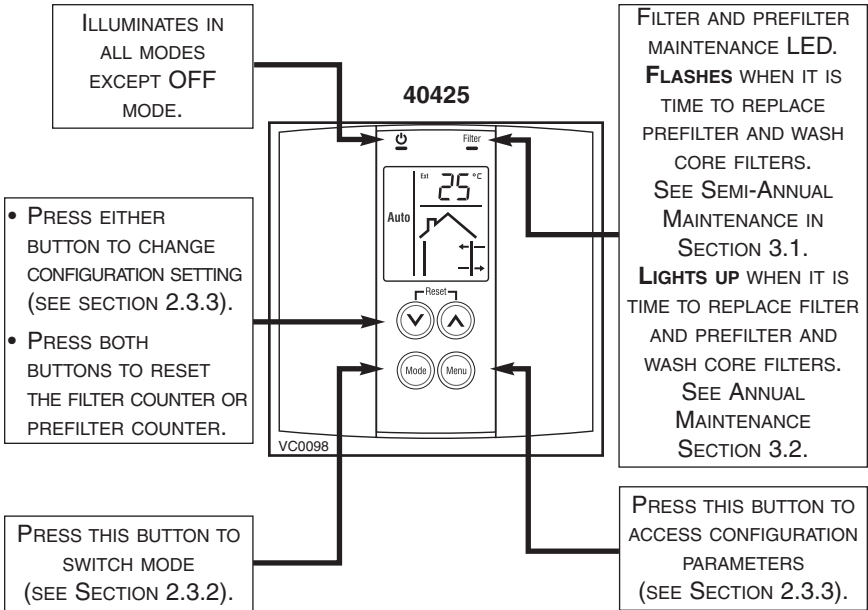 ILLUMINATES IN
ALL MODES
EXCEPT OFF
MODE.
40425
FILTER AND PREFILTER
MAINTENANCE LED.
FLASHES WHEN IT IS
TIME TO REPLACE
PREFILTER AND WASH
CORE FILTERS.
SEE SEMI-ANNUAL
MAINTENANCE IN
SECTION 3.1.
LIGHTS UP WHEN IT IS
TIME TO REPLACE FILTER
AND PREFILTER AND
WASH CORE FILTERS.
SEE ANNUAL
MAINTENANCE
SECTION 3.2.
Filter
Ext 25 °C
Auto
Reset
Mode Menu
VC0098
• PRESS EITHER
BUTTON TO CHANGE
CONFIGURATION SETTING
(SEE SECTION 2.3.3).
• PRESS BOTH
BUTTONS TO RESET
THE FILTER COUNTER OR
PREFILTER COUNTER.
PRESS THIS BUTTON TO
SWITCH MODE
(SEE SECTION 2.3.2).
PRESS THIS BUTTON TO
ACCESS CONFIGURATION
PARAMETERS
(SEE SECTION 2.3.3).